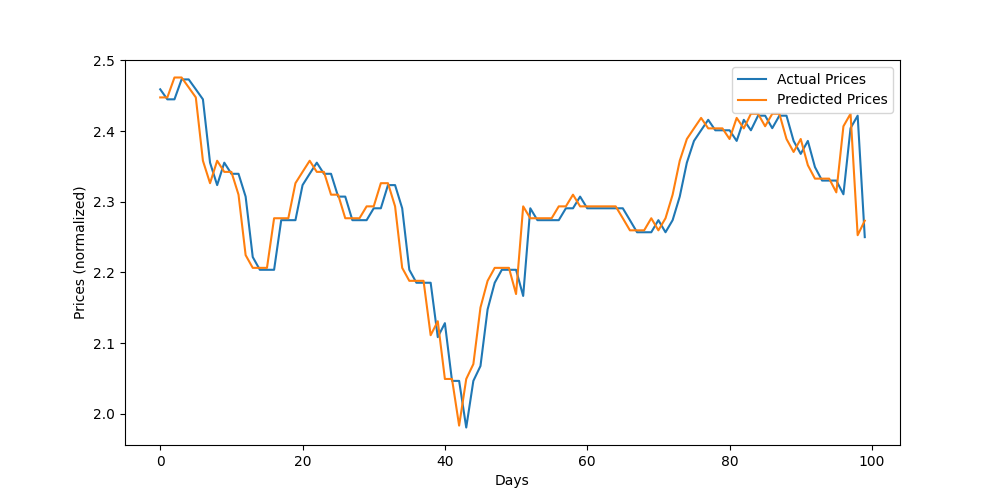 2.5
2.4
2.3
2.2
2.1
2.0
Prices (normalized)
0 20 40 60 80 100
Days
Actual Prices
Predicted Prices